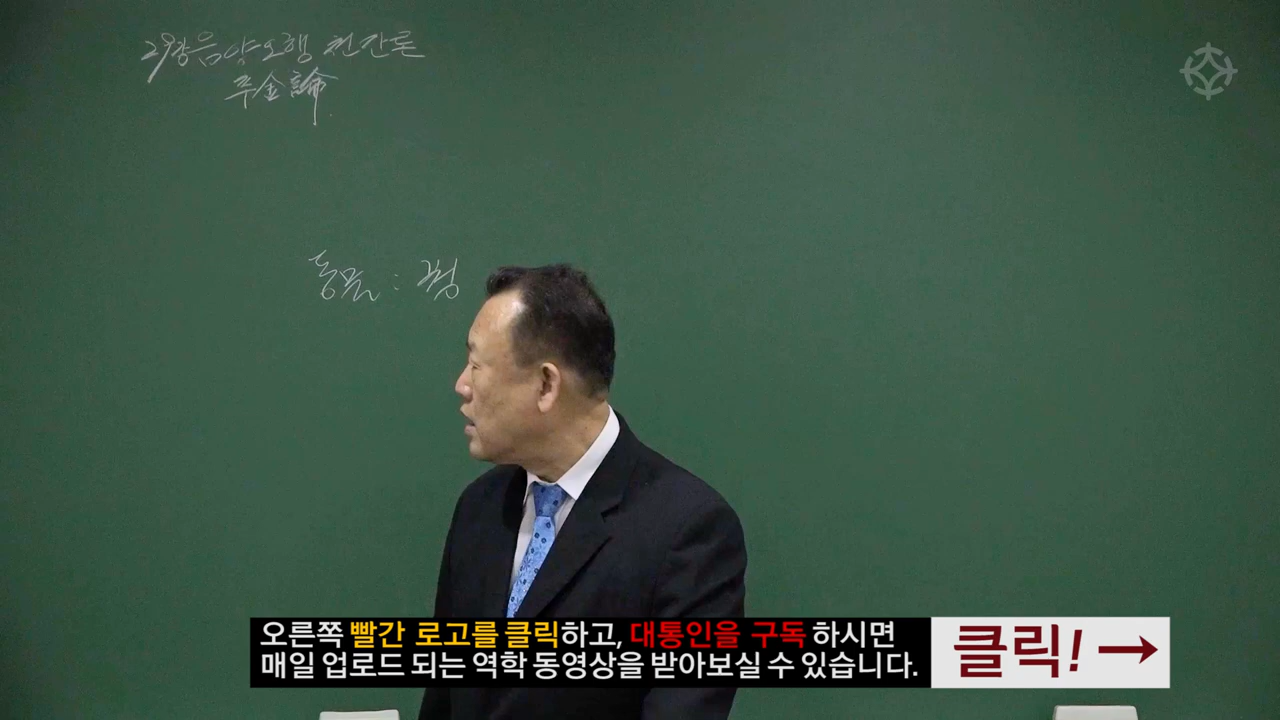 29강 음양오행 천간론
辛金論
동물 : 꿩
오른쪽 빨간 로고를 클릭하고, 대통인을 구독 하시면
매일 업로드 되는 역학 동영상을 받아보실 수 있습니다.
클릭! →